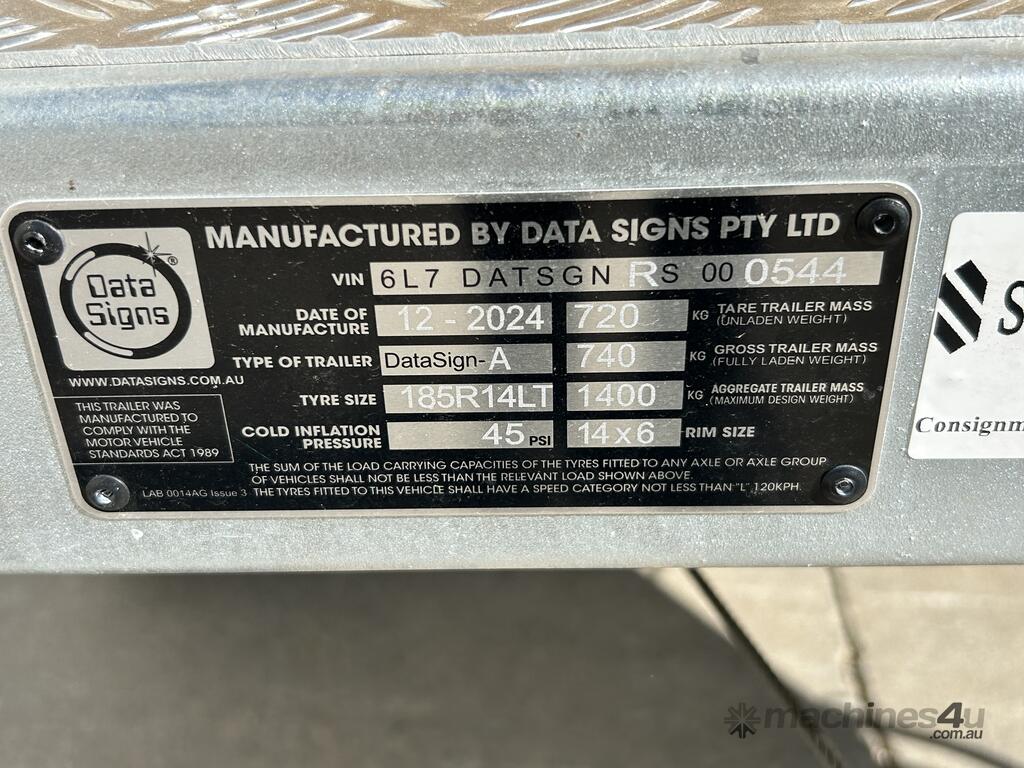 MANUFACTURED BY DATA SIGNS PTY LTD
Data Signs ®
WWW.DATASIGNS.COM.AU
VIN 6L7 DATSGN RS 00 0544
DATE OF MANUFACTURE 12 - 2024 720 KG TARE TRAILER MASS (UNLADEN WEIGHT)
TYPE OF TRAILER DataSign-A 740 KG GROSS TRAILER MASS (FULLY LADEN WEIGHT)
TYRE SIZE 185R14LT 1400 KG AGGREGATE TRAILER MASS (MAXIMUM DESIGN WEIGHT)
COLD INFLATION PRESSURE 45 PSI 14x6 RIM SIZE
THIS TRAILER WAS
MANUFACTURED TO
COMPLY WITH THE
MOTOR VEHICLE
STANDARDS ACT 1989
THE SUM OF THE LOAD CARRYING CAPACITIES OF THE TYRES FITTED TO ANY AXLE OR AXLE GROUP
OF VEHICLES SHALL NOT BE LESS THAN THE RELEVANT LOAD SHOWN ABOVE.
LAB 0014AG Issue 3 THE TYRES FITTED TO THIS VEHICLE SHALL HAVE A SPEED CATEGORY NOT LESS THAN "L" 120KPH.
S
Consignm
machines4u
.com.au